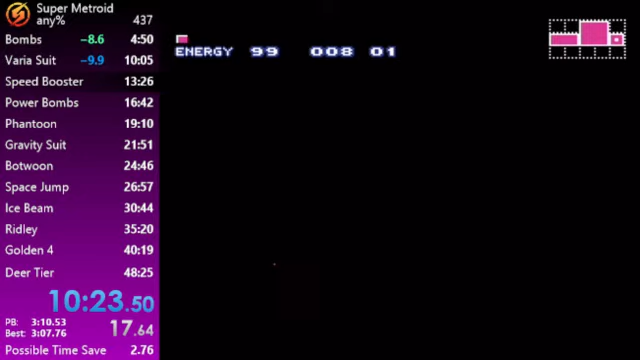 Super Metroid
any% 437
Bombs -8.6 4:50
Varia Suit -9.9 10:05
Speed Booster 13:26
Power Bombs 16:42
Phantoon 19:10
Gravity Suit 21:51
Botwoon 24:46
Space Jump 26:57
Ice Beam 30:44
Ridley 35:20
Golden 4 40:19
Deer Tier 48:25
10:23.50
PB: 3:10.53
Best: 3:07.76
17.64
Possible Time Save 2.76
ENERGY 99 008 01